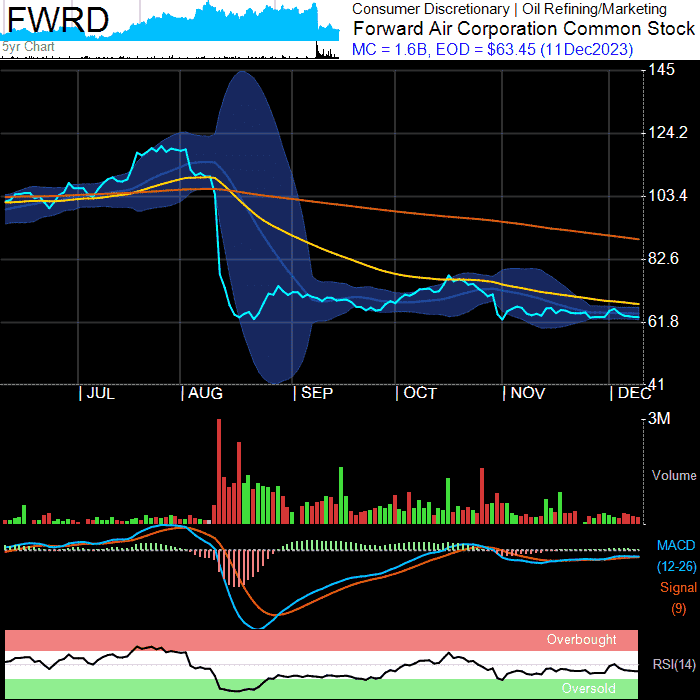 FWRD
5yr Chart
Consumer Discretionary | Oil Refining/Marketing
Forward Air Corporation Common Stock
MC = 1.6B, EOD = $63.45 (11Dec2023)
145
124.2
103.4
82.6
61.8
41
| JUL | AUG | SEP | OCT | NOV | DEC
3M
Volume
MACD
(12-26)
Signal
(9)
Overbought
RSI(14)
Oversold